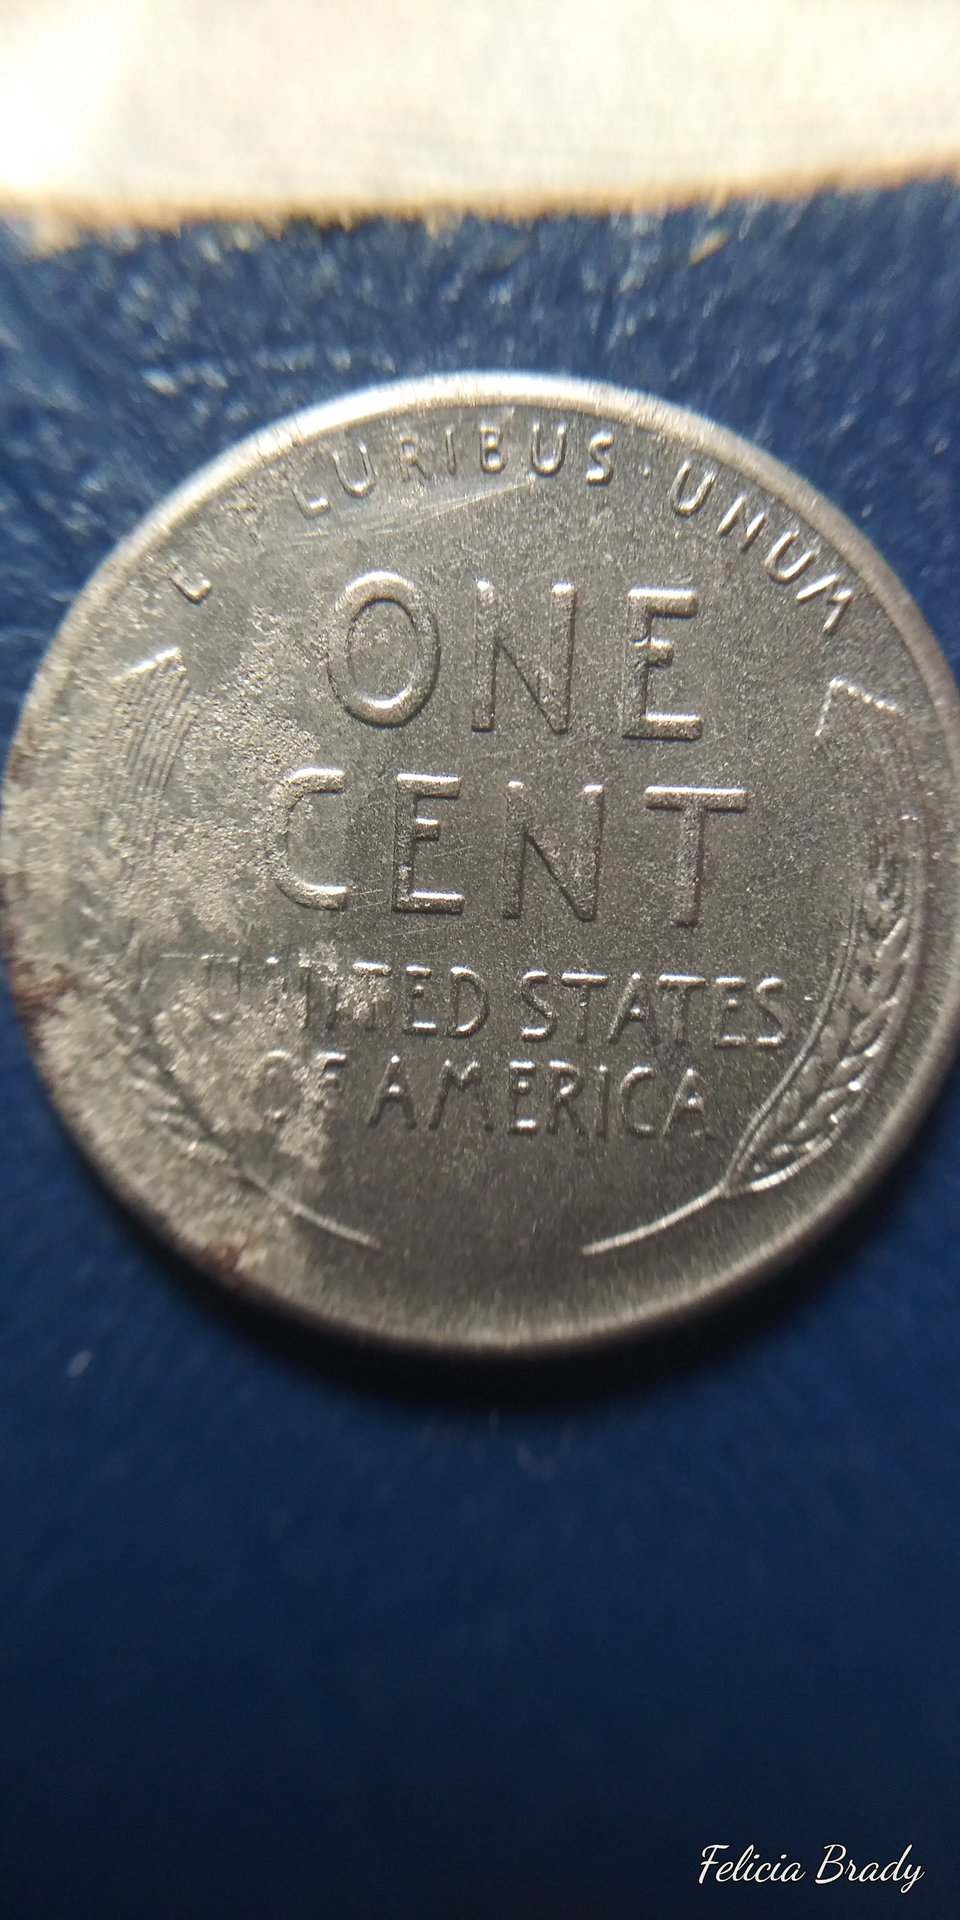 E PLURIBUS · UNUM
ONE
CENT
UNITED STATES
OF AMERICA
Felicia Brady